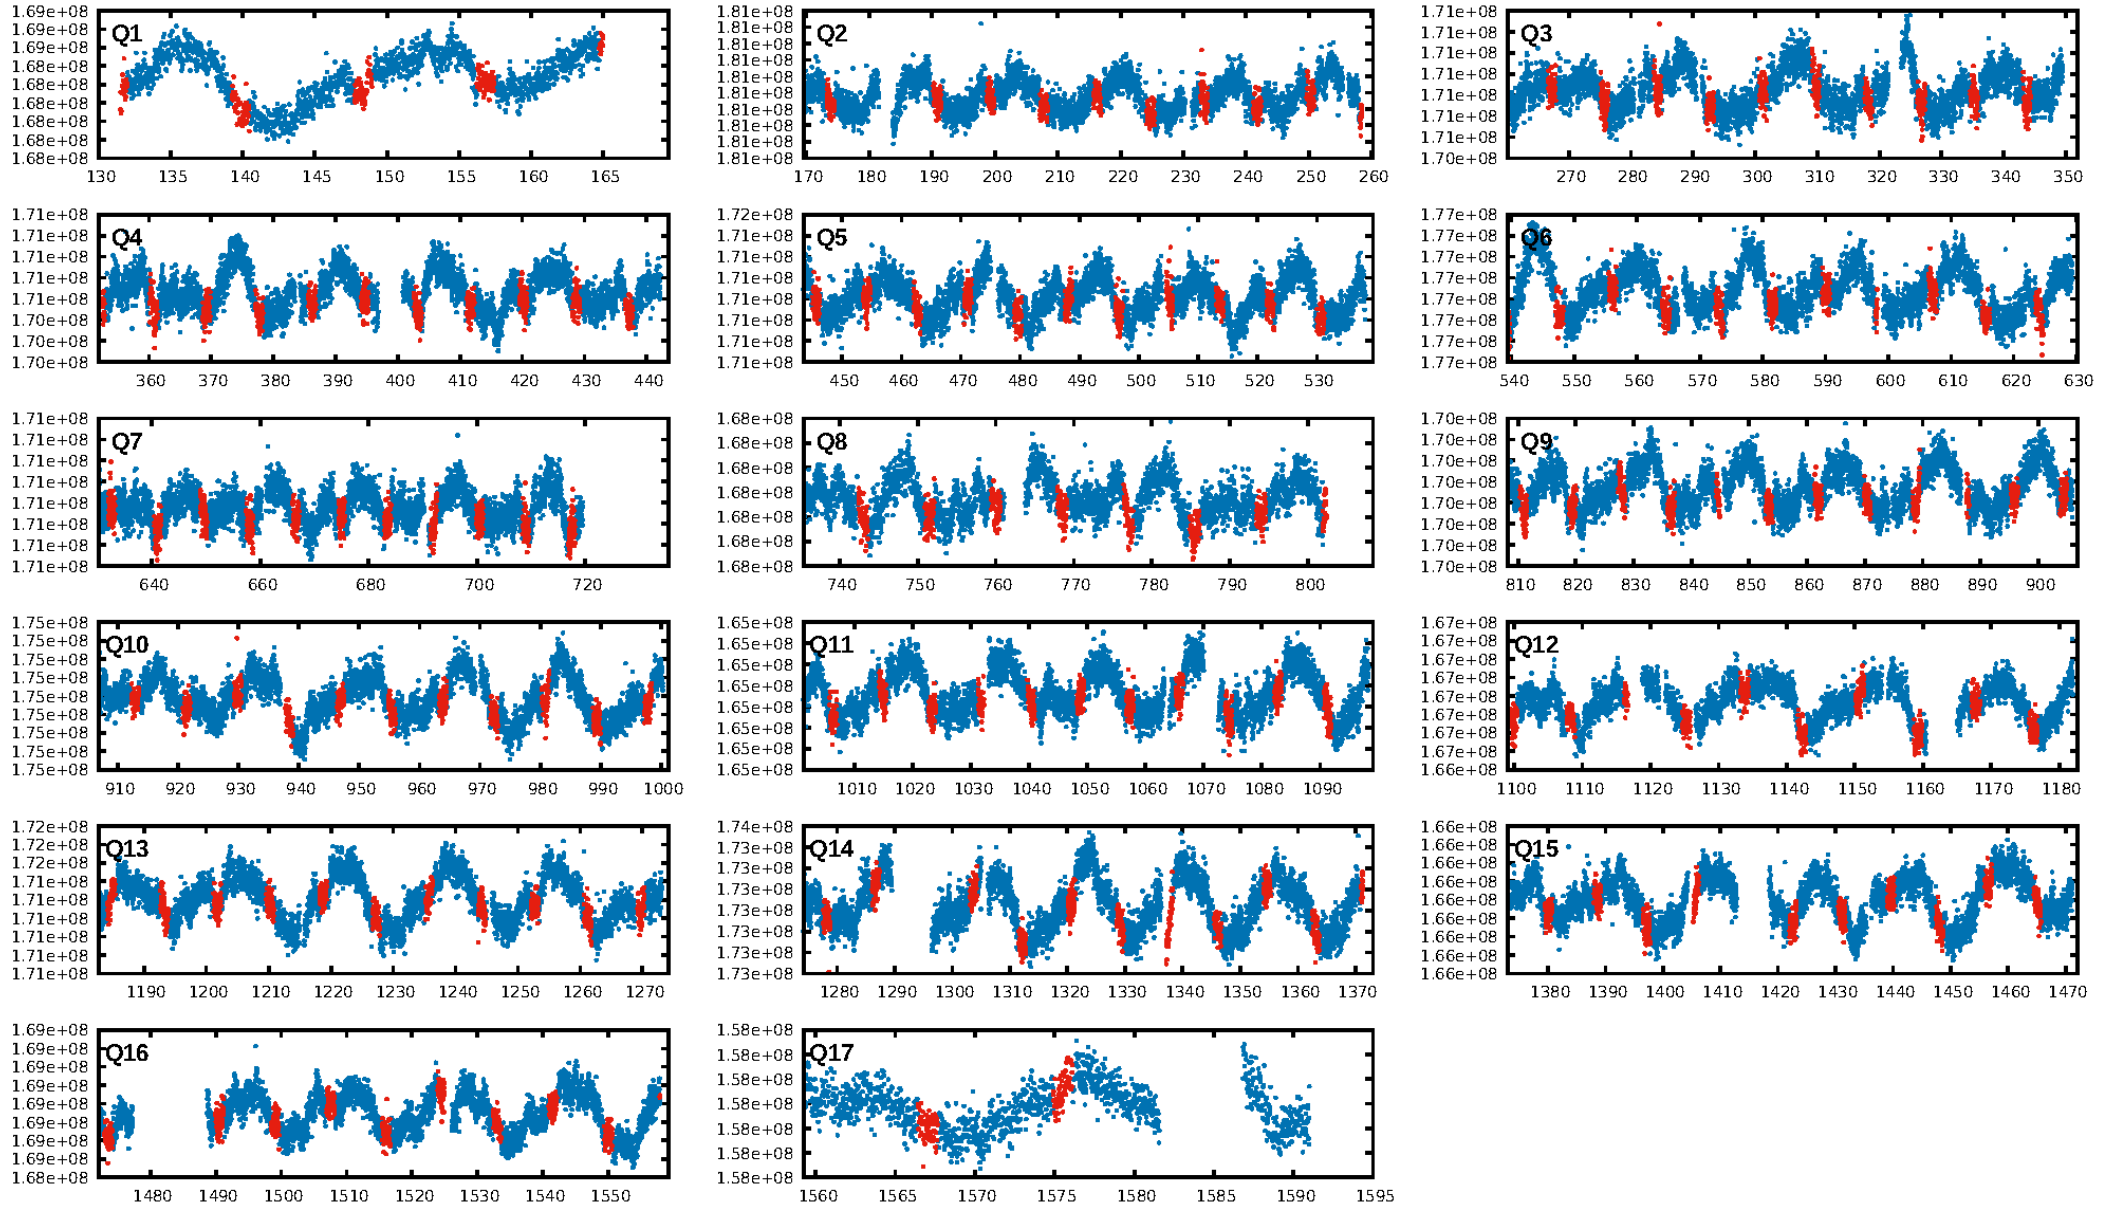 Q1
1.69e+08
1.69e+08
1.69e+08
1.68e+08
1.68e+08
1.68e+08
1.68e+08
1.68e+08
1.68e+08
130 135 140 145 150 155 160 165
Q2
1.81e+08
1.81e+08
1.81e+08
1.81e+08
1.81e+08
1.81e+08
1.81e+08
1.81e+08
1.81e+08
1.81e+08
170 180 190 200 210 220 230 240 250 260
Q3
1.71e+08
1.71e+08
1.71e+08
1.71e+08
1.71e+08
1.71e+08
1.71e+08
1.70e+08
270 280 290 300 310 320 330 340 350
Q4
1.71e+08
1.71e+08
1.71e+08
1.71e+08
1.71e+08
1.70e+08
1.70e+08
1.70e+08
360 370 380 390 400 410 420 430 440
Q5
1.72e+08
1.71e+08
1.71e+08
1.71e+08
1.71e+08
1.71e+08
1.71e+08
1.71e+08
450 460 470 480 490 500 510 520 530
Q6
1.77e+08
1.77e+08
1.77e+08
1.77e+08
1.77e+08
1.77e+08
1.77e+08
1.77e+08
540 550 560 570 580 590 600 610 620 630
Q7
1.71e+08
1.71e+08
1.71e+08
1.71e+08
1.71e+08
1.71e+08
1.71e+08
1.71e+08
640 660 680 700 720
Q8
1.68e+08
1.68e+08
1.68e+08
1.68e+08
1.68e+08
1.68e+08
1.68e+08
740 750 760 770 780 790 800
Q9
1.70e+08
1.70e+08
1.70e+08
1.70e+08
1.70e+08
1.70e+08
1.70e+08
1.70e+08
810 820 830 840 850 860 870 880 890 900
Q10
1.75e+08
1.75e+08
1.75e+08
1.75e+08
1.75e+08
1.75e+08
1.75e+08
1.75e+08
1.75e+08
910 920 930 940 950 960 970 980 990 1000
Q11
1.65e+08
1.65e+08
1.65e+08
1.65e+08
1.65e+08
1.65e+08
1.65e+08
1.65e+08
1010 1020 1030 1040 1050 1060 1070 1080 1090
Q12
1.67e+08
1.67e+08
1.67e+08
1.67e+08
1.67e+08
1.67e+08
1.67e+08
1.67e+08
1.66e+08
1100 1110 1120 1130 1140 1150 1160 1170 1180
Q13
1.72e+08
1.72e+08
1.72e+08
1.71e+08
1.71e+08
1.71e+08
1.71e+08
1.71e+08
1.71e+08
1190 1200 1210 1220 1230 1240 1250 1260 1270
Q14
1.74e+08
1.73e+08
1.73e+08
1.73e+08
1.73e+08
1.73e+08
1.73e+08
1.73e+08
1280 1290 1300 1310 1320 1330 1340 1350 1360 1370
Q15
1.66e+08
1.66e+08
1.66e+08
1.66e+08
1.66e+08
1.66e+08
1.66e+08
1.66e+08
1.66e+08
1380 1390 1400 1410 1420 1430 1440 1450 1460 1470
Q16
1.69e+08
1.69e+08
1.69e+08
1.69e+08
1.69e+08
1.69e+08
1.69e+08
1.69e+08
1.68e+08
1480 1490 1500 1510 1520 1530 1540 1550
Q17
1.58e+08
1.58e+08
1.58e+08
1.58e+08
1.58e+08
1.58e+08
1.58e+08
1560 1565 1570 1575 1580 1585 1590 1595